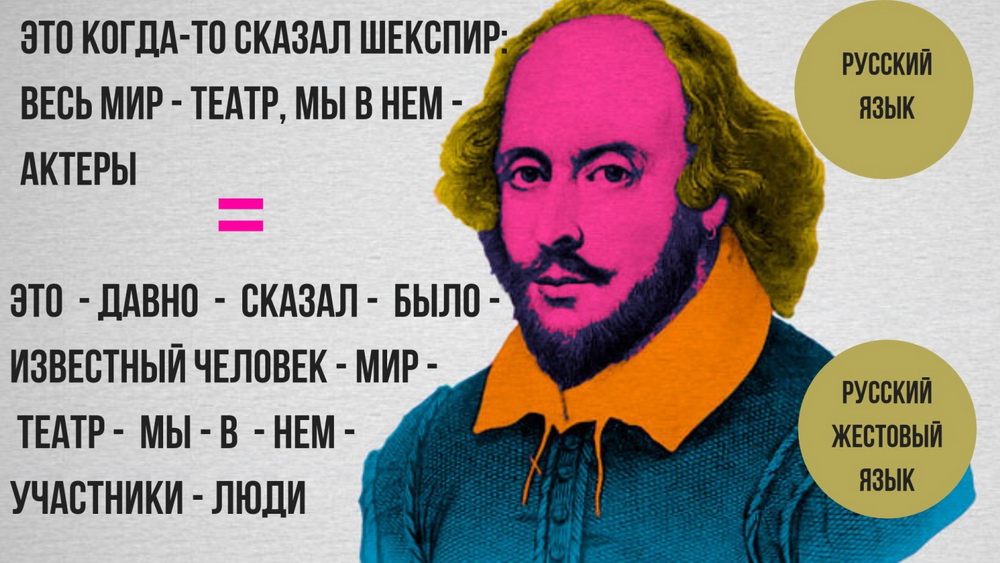 ЭТО КОГДА-ТО СКАЗАЛ ШЕКСПИР:
ВЕСЬ МИР - ТЕАТР, МЫ В НЕМ -
АКТЕРЫ
=
ЭТО - ДАВНО - СКАЗАЛ - БЫЛО -
ИЗВЕСТНЫЙ ЧЕЛОВЕК - МИР -
ТЕАТР - МЫ - В - НЕМ -
УЧАСТНИКИ - ЛЮДИ
РУССКИЙ
ЯЗЫК
РУССКИЙ
ЖЕСТОВЫЙ
ЯЗЫК